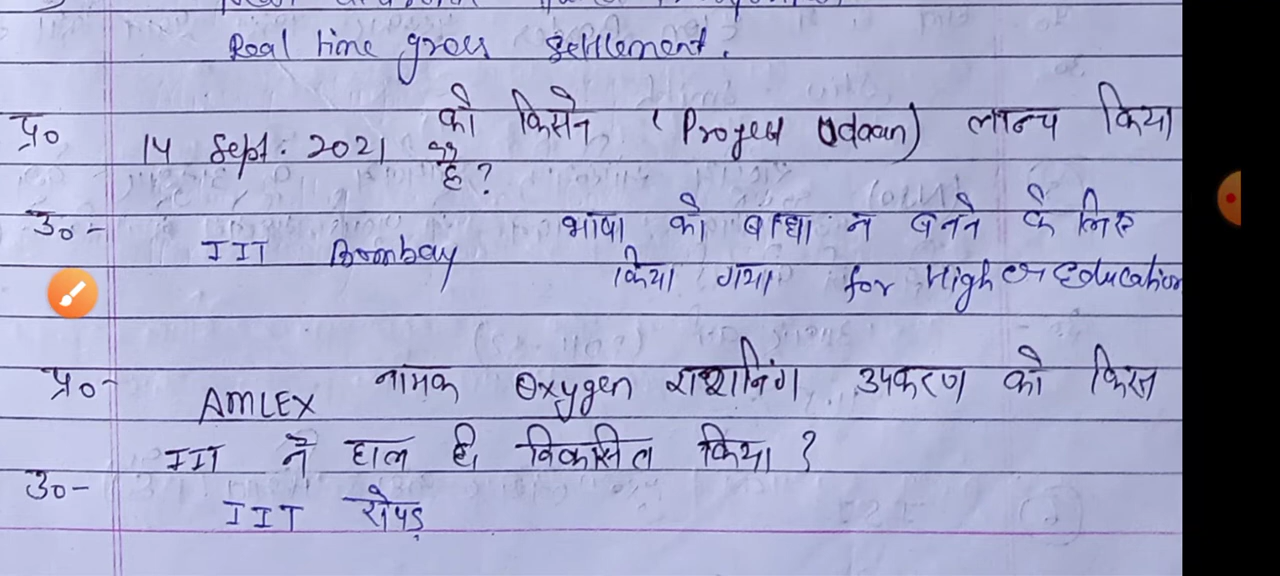 Real time gross settlement.
प्र० 14 Sept. 2021 को किसने (Project Udaan) लान्च किया
है?
उ०- IIT Bombay भाषा को बाधा न बनने के लिए
किया गया for Higher Education
प्र०- AMLEX नामक Oxygen राशनिंग उपकरण को किस
IIT ने हाल ही विकसित किया?
उ०-
IIT रोपड़